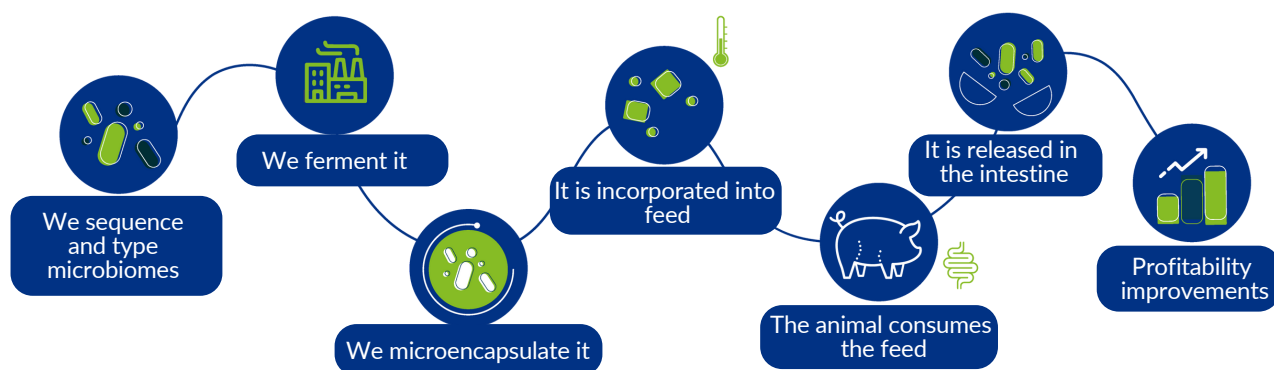 We sequence
and type
microbiomes
We ferment it
We microencapsulate it
It is incorporated into
feed
The animal consumes
the feed
It is released in
the intestine
Profitability
improvements